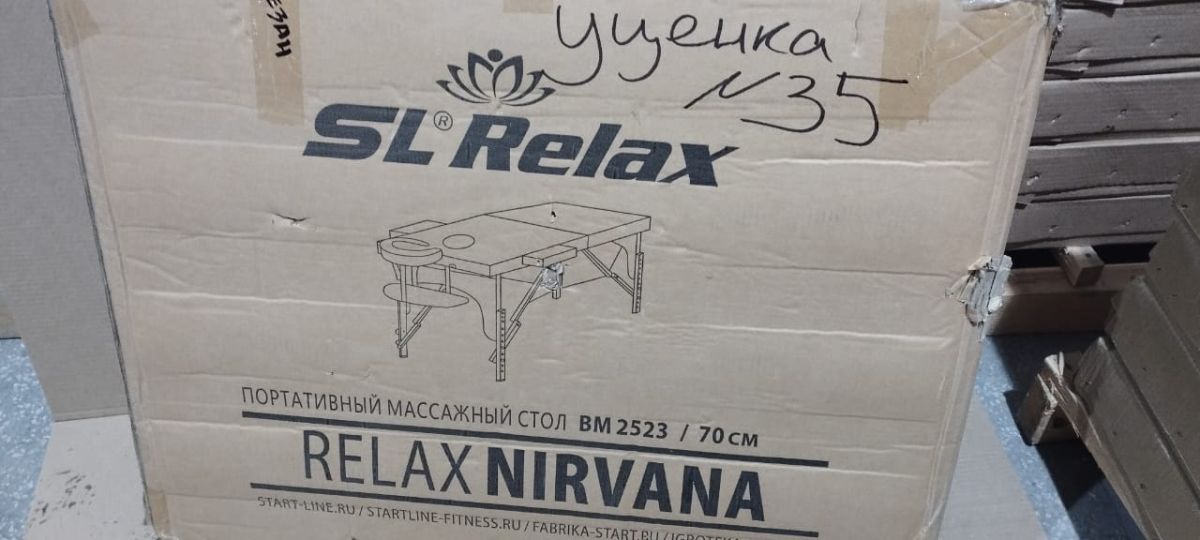 Уценка
N35
SL® Relax
ПОРТАТИВНЫЙ МАССАЖНЫЙ СТОЛ BM 2523 / 70 СМ
RELAX NIRVANA
START-LINE.RU / STARTLINE-FITNESS.RU / FABRIKA-START.RU /